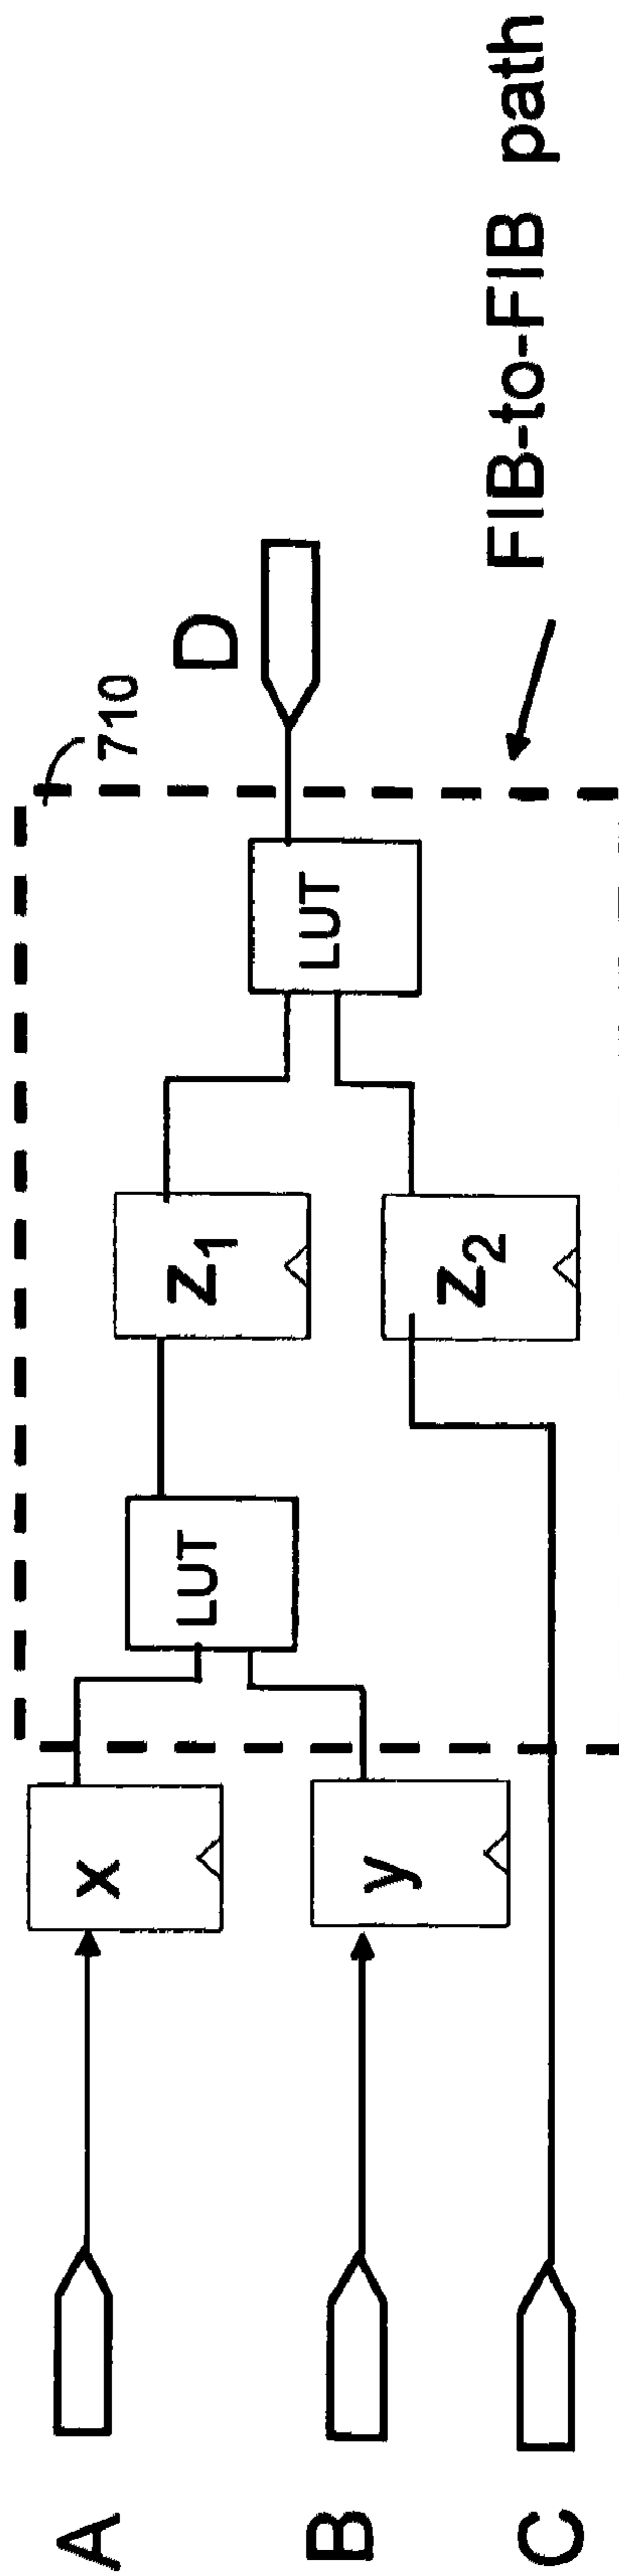 A
B
C
x
y
LUT
Z1
Z2
LUT
710
D
FIB-to-FIB path